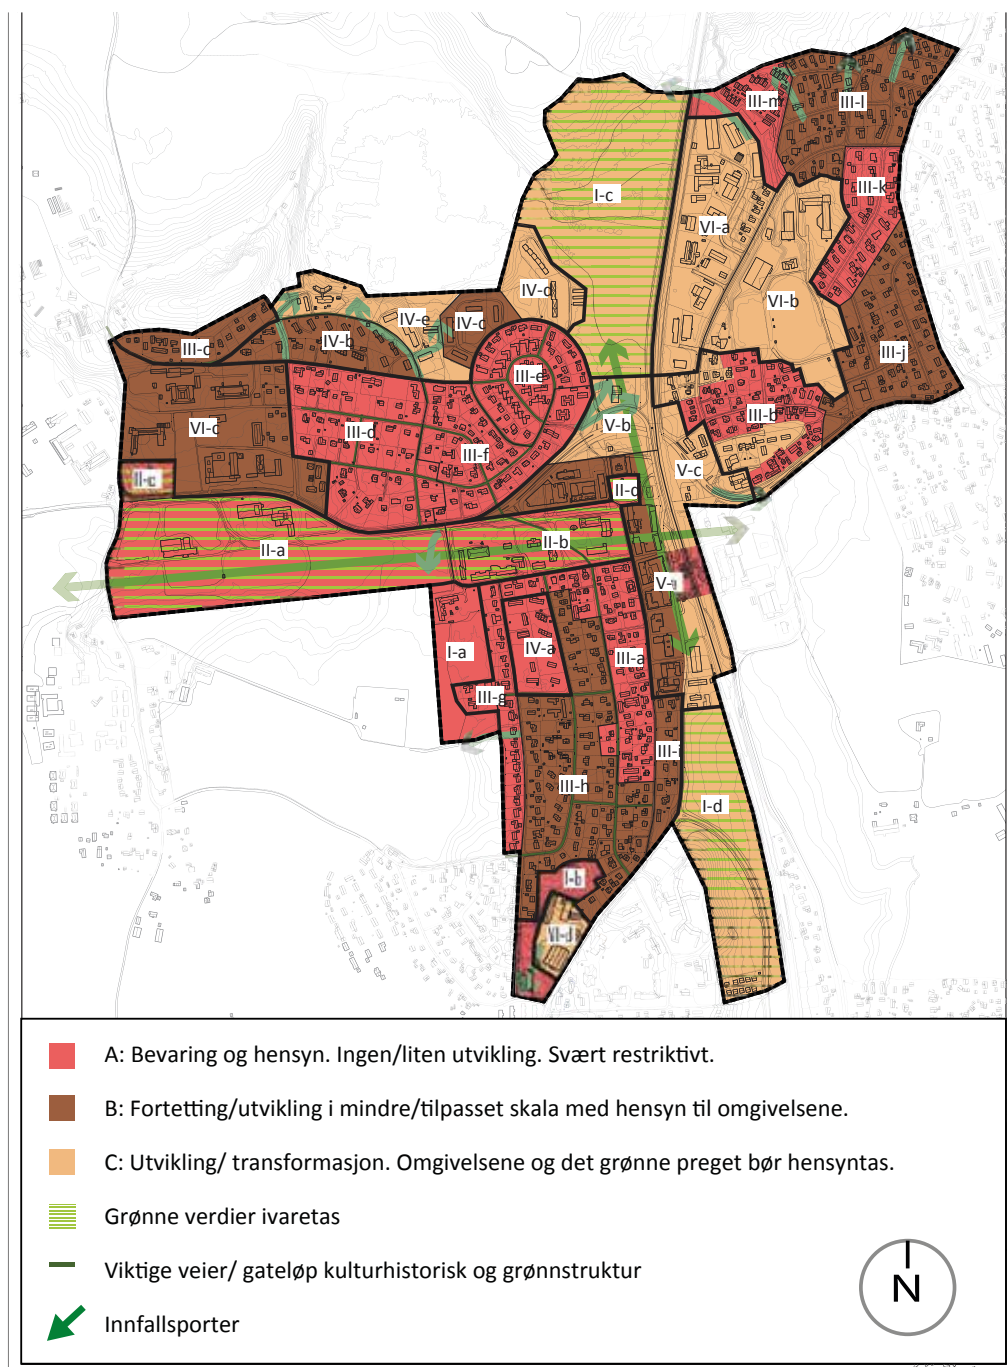 III-m
III-l
III-k
I-c
VI-a
IV-d
VI-b
IV-e
IV-c
III-c
IV-b
III-j
III-e
III-b
VI-c
III-d
V-b
III-f
V-c
II-c
II-d
II-a
II-b
V-a
I-a
IV-a
III-a
III-g
III-i
III-h
I-d
I-b
VI-d
A: Bevaring og hensyn. Ingen/liten utvikling. Svært restriktivt.
B: Fortetting/utvikling i mindre/tilpasset skala med hensyn til omgivelsene.
C: Utvikling/ transformasjon. Omgivelsene og det grønne preget bør hensyntas.
Grønne verdier ivaretas
Viktige veier/ gateløp kulturhistorisk og grønnstruktur
Innfallsporter
N